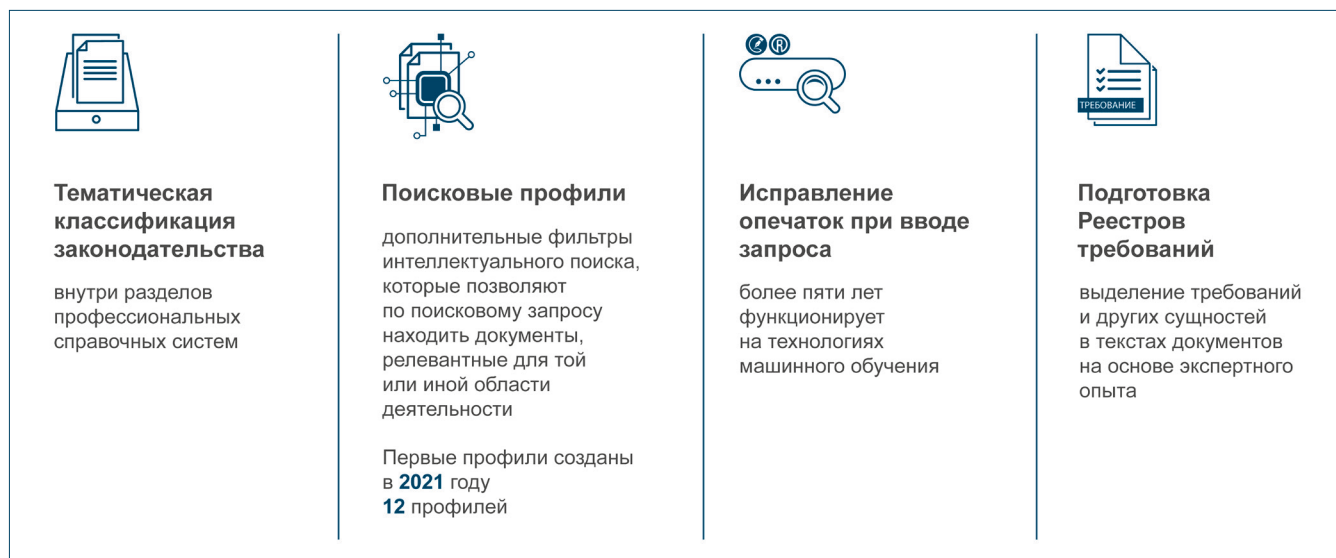 Тематическая
классификация
законодательства
внутри разделов
профессиональных
справочных систем
Поисковые профили
дополнительные фильтры
интеллектуального поиска,
которые позволяют
по поисковому запросу
находить документы,
релевантные для той
или иной области
деятельности
Первые профили созданы
в 2021 году
12 профилей
®
Исправление
опечаток при вводе
запроса
более пяти лет
функционирует
на технологиях
машинного обучения
ТРЕБОВАНИЕ
Подготовка
Реестров
требований
выделение требований
и других сущностей
в текстах документов
на основе экспертного
опыта